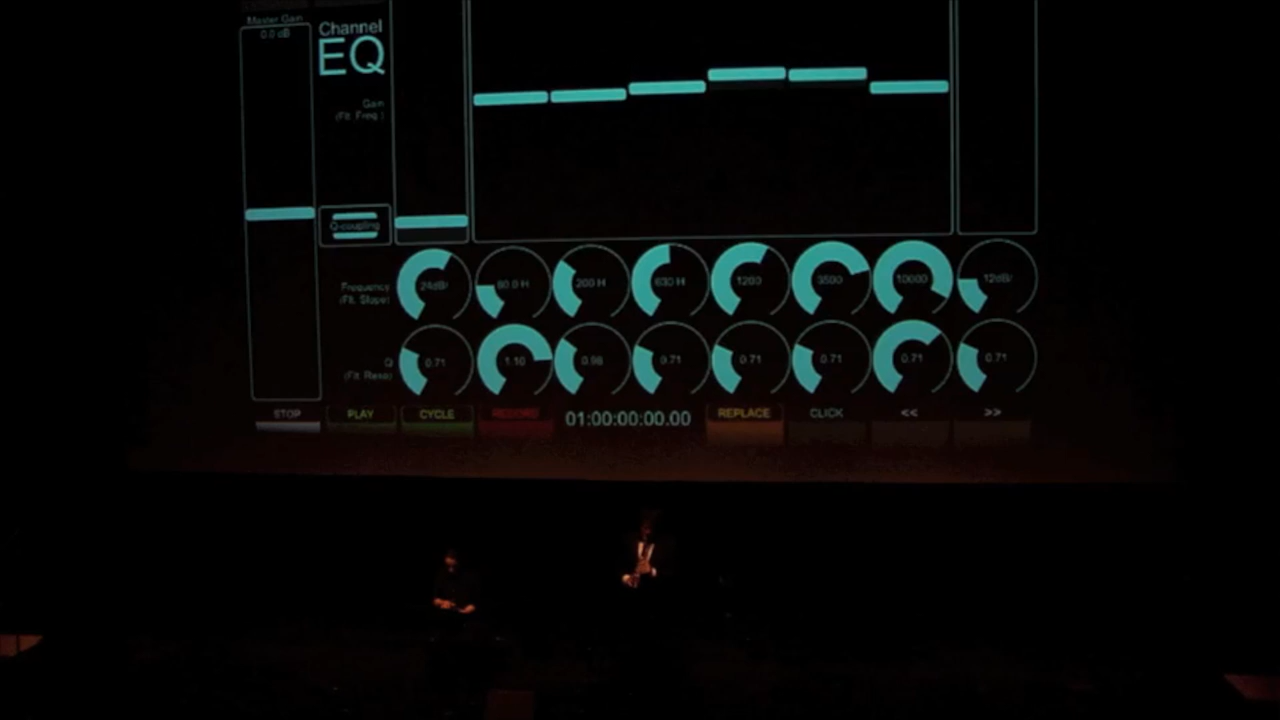 Master Gain
0.0 dB
Channel
EQ
Gain
(Flt. Freq.)
Q-coupling
Frequency
(Flt. Slope)
24dB/
80.0 H
200 H
630 H
1200
3500
10000
12dB/
Q
(Flt. Reso)
0.71
1.10
0.98
0.71
0.71
0.71
0.71
0.71
STOP
PLAY
CYCLE
RECORD
01:00:00:00.00
REPLACE
CLICK
<<
>>